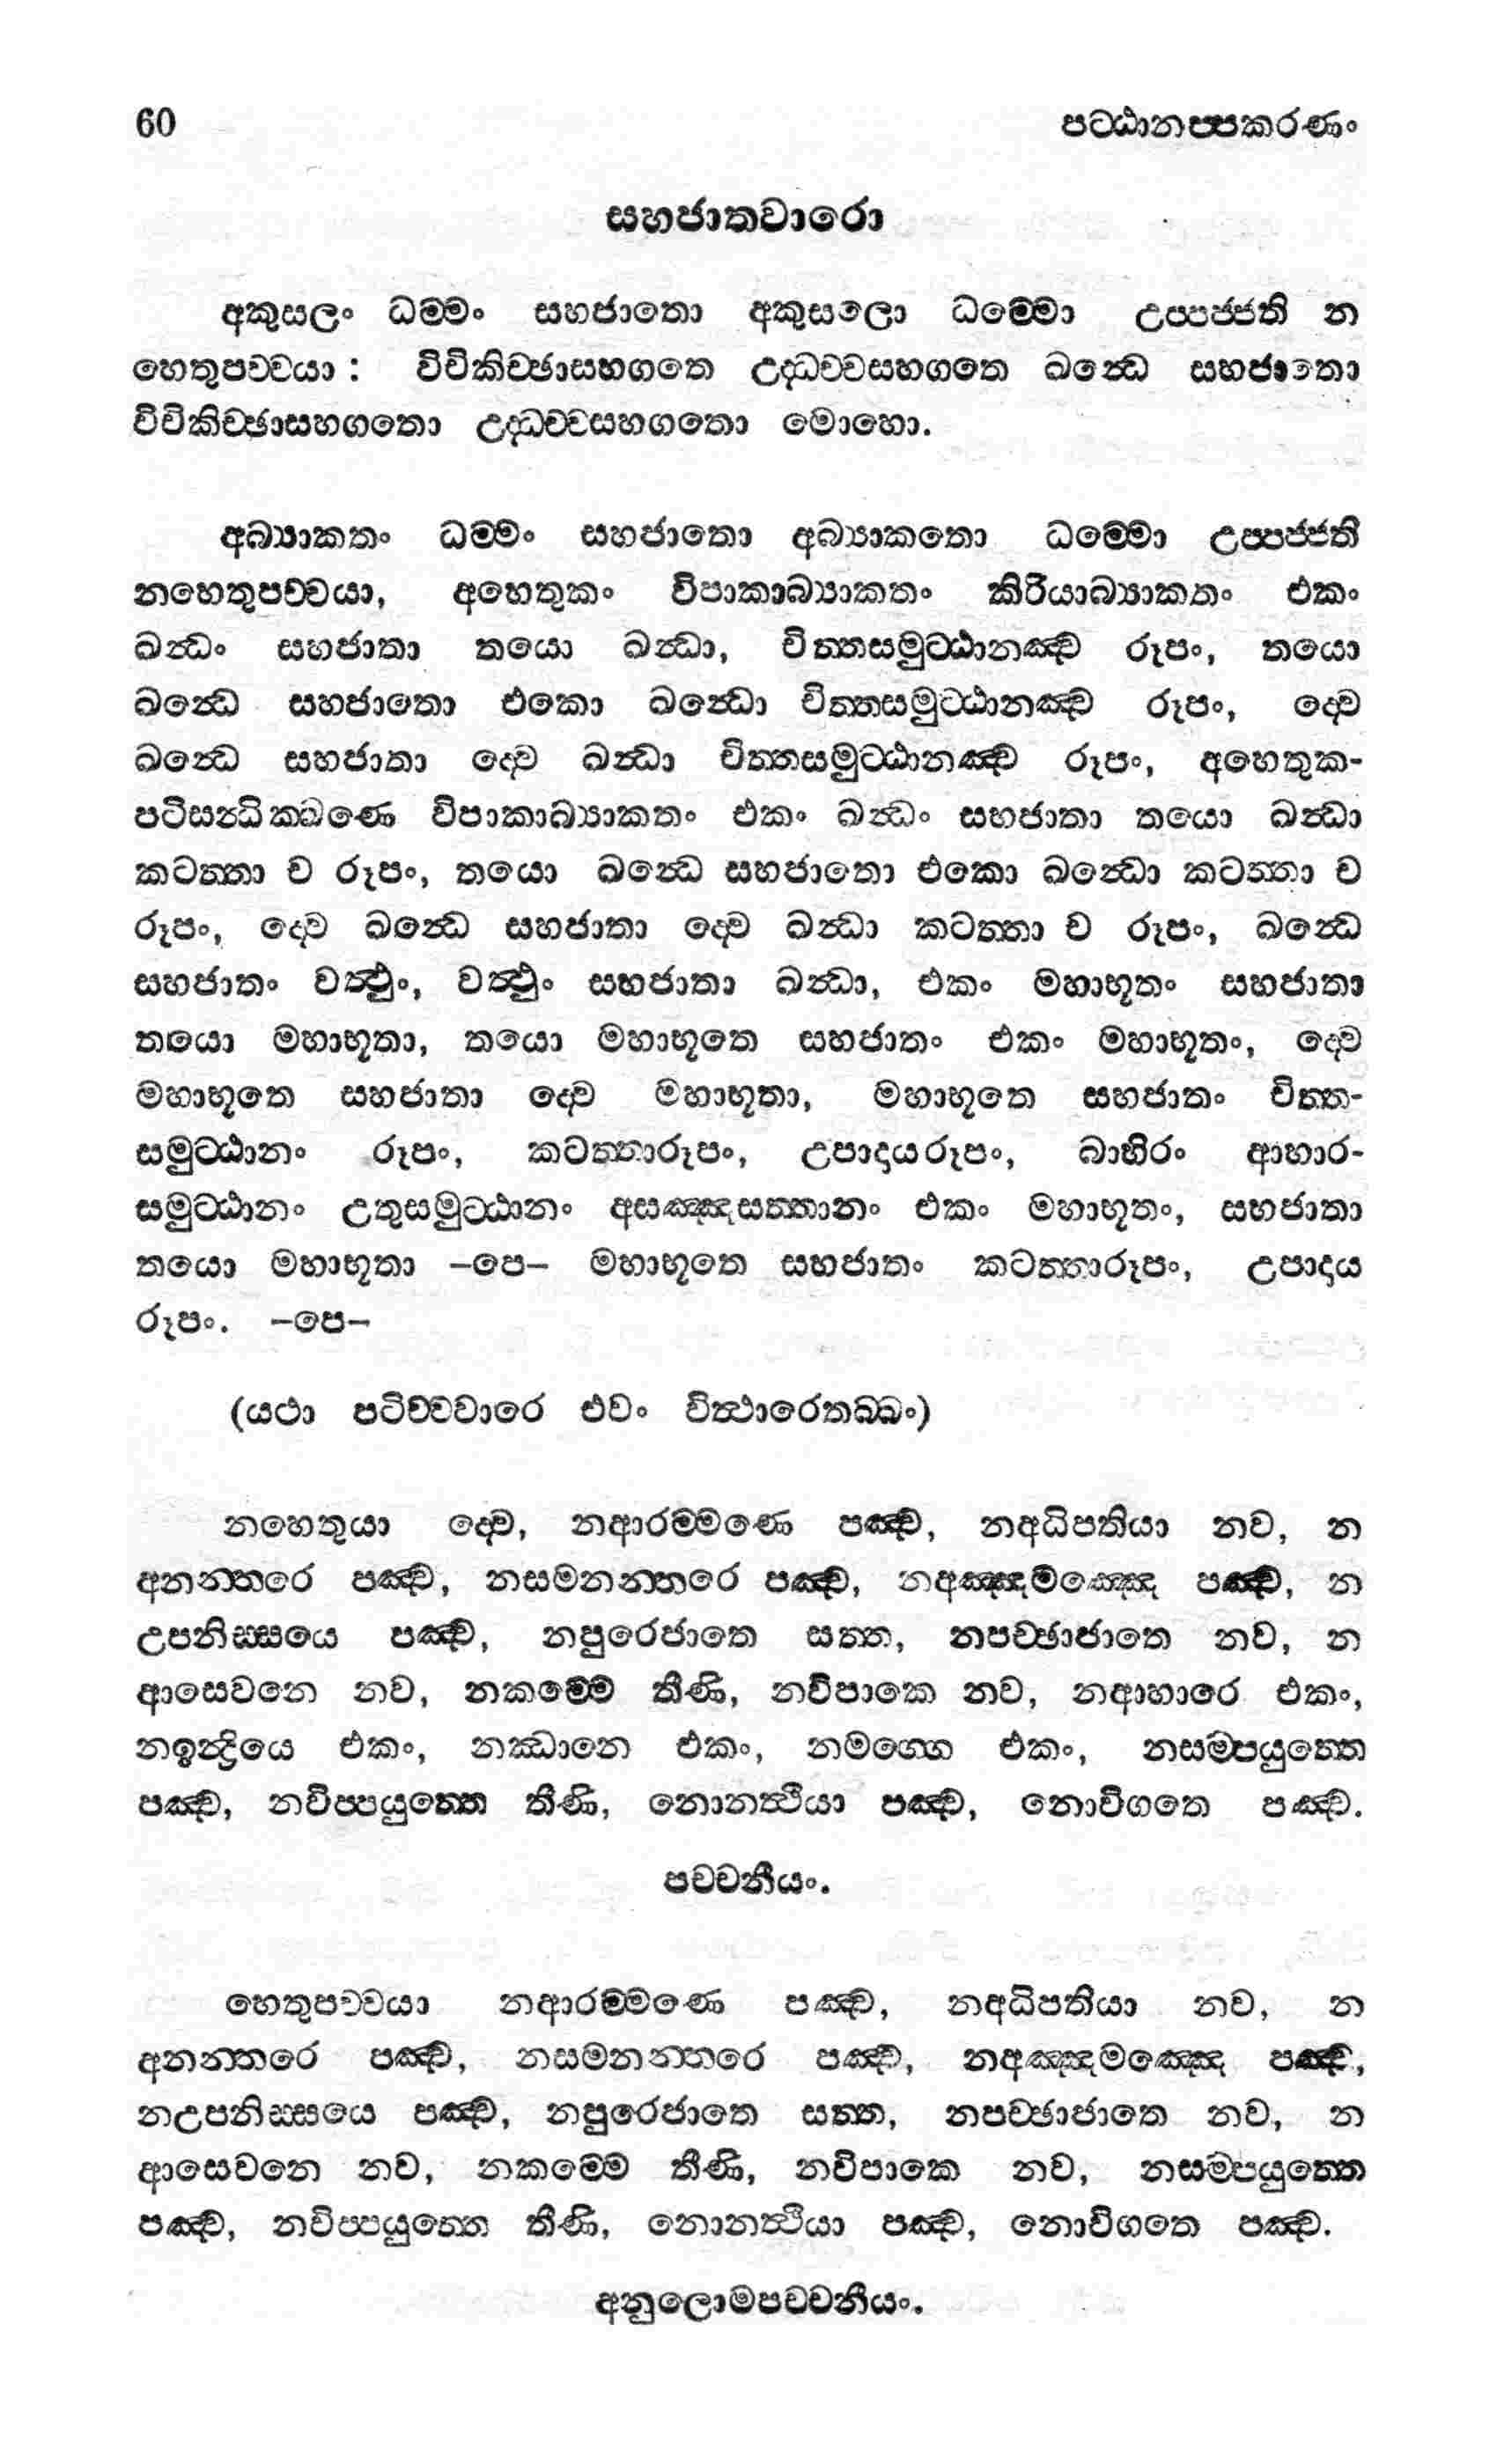 60 පට්ඨානප්පකරණං
සහජාතවාරො
අකුසලං ධම්මං සහජාතො අකුසලො ධම්මො උප්පජ්ජති න
හෙතුපච්චයා : විචිකිච්ඡාසහගතෙ උද්ධච්චසහගතෙ ඛන්ධෙ සහජාතො
විචිකිච්ඡාසහගතො උද්ධච්චසහගතො මොහො.
අබ්‍යාකතං ධම්මං සහජාතො අබ්‍යාකතො ධම්මො උප්පජ්ජති
නහෙතුපච්චයා, අහෙතුකං විපාකාබ්‍යාකතං කිරියාබ්‍යාකතං එකං
ඛන්ධං සහජාතා තයො ඛන්ධා, චිත්තසමුට්ඨානඤ්ච රූපං, තයො
ඛන්ධෙ සහජාතො එකො ඛන්ධො චිත්තසමුට්ඨානඤ්ච රූපං, ද්වෙ
ඛන්ධෙ සහජාතා ද්වෙ ඛන්ධා චිත්තසමුට්ඨානඤ්ච රූපං, අහෙතුක-
පටිසන්ධික්ඛණෙ විපාකාබ්‍යාකතං එකං ඛන්ධං සහජාතා තයො ඛන්ධා
කටත්තා ච රූපං, තයො ඛන්ධෙ සහජාතො එකො ඛන්ධො කටත්තා ච
රූපං, ද්වෙ ඛන්ධෙ සහජාතා ද්වෙ ඛන්ධා කටත්තා ච රූපං, ඛන්ධෙ
සහජාතං වත්ථුං, වත්ථුං සහජාතා ඛන්ධා, එකං මහාභූතං සහජාතා
තයො මහාභූතා, තයො මහාභූතෙ සහජාතං එකං මහාභූතං, ද්වෙ
මහාභූතෙ සහජාතා ද්වෙ මහාභූතා, මහාභූතෙ සහජාතං චිත්ත-
සමුට්ඨානං රූපං, කටත්තාරූපං, උපාදායරූපං, බාහිරං ආහාර-
සමුට්ඨානං උතුසමුට්ඨානං අසඤ්ඤසත්තානං එකං මහාභූතං, සහජාතා
තයො මහාභූතා –පෙ– මහාභූතෙ සහජාතං කටත්තාරූපං, උපාදාය
රූපං. –පෙ–
(යථා පටිච්චවාරෙ එවං විත්ථාරෙතබ්බං)
නහෙතුයා ද්වෙ, නආරම්මණෙ පඤ්ච, නඅධිපතියා නව, න
අනන්තරෙ පඤ්ච, නසමනන්තරෙ පඤ්ච, නඅඤ්ඤමඤ්ඤෙ පඤ්ච, න
උපනිස්සයෙ පඤ්ච, නපුරෙජාතෙ සත්ත, නපච්ඡාජාතෙ නව, න
ආසෙවනෙ නව, නකම්මෙ තීණි, නවිපාකෙ නව, නආහාරෙ එකං,
නඉන්ද්‍රියෙ එකං, නඣානෙ එකං, නමග්ගෙ එකං, නසම්පයුත්තෙ
පඤ්ච, නවිප්පයුත්තෙ තීණි, නොනත්ථියා පඤ්ච, නොවිගතෙ පඤ්ච.
පච්චනීයං.
හෙතුපච්චයා නආරම්මණෙ පඤ්ච, නඅධිපතියා නව, න
අනන්තරෙ පඤ්ච, නසමනන්තරෙ පඤ්ච, නඅඤ්ඤමඤ්ඤෙ පඤ්ච,
නඋපනිස්සයෙ පඤ්ච, නපුරෙජාතෙ සත්ත, නපච්ඡාජාතෙ නව, න
ආසෙවනෙ නව, නකම්මෙ තීණි, නවිපාකෙ නව, නසම්පයුත්තෙ
පඤ්ච, නවිප්පයුත්තෙ තීණි, නොනත්ථියා පඤ්ච, නොවිගතෙ පඤ්ච.
අනුලොමපච්චනීයං.